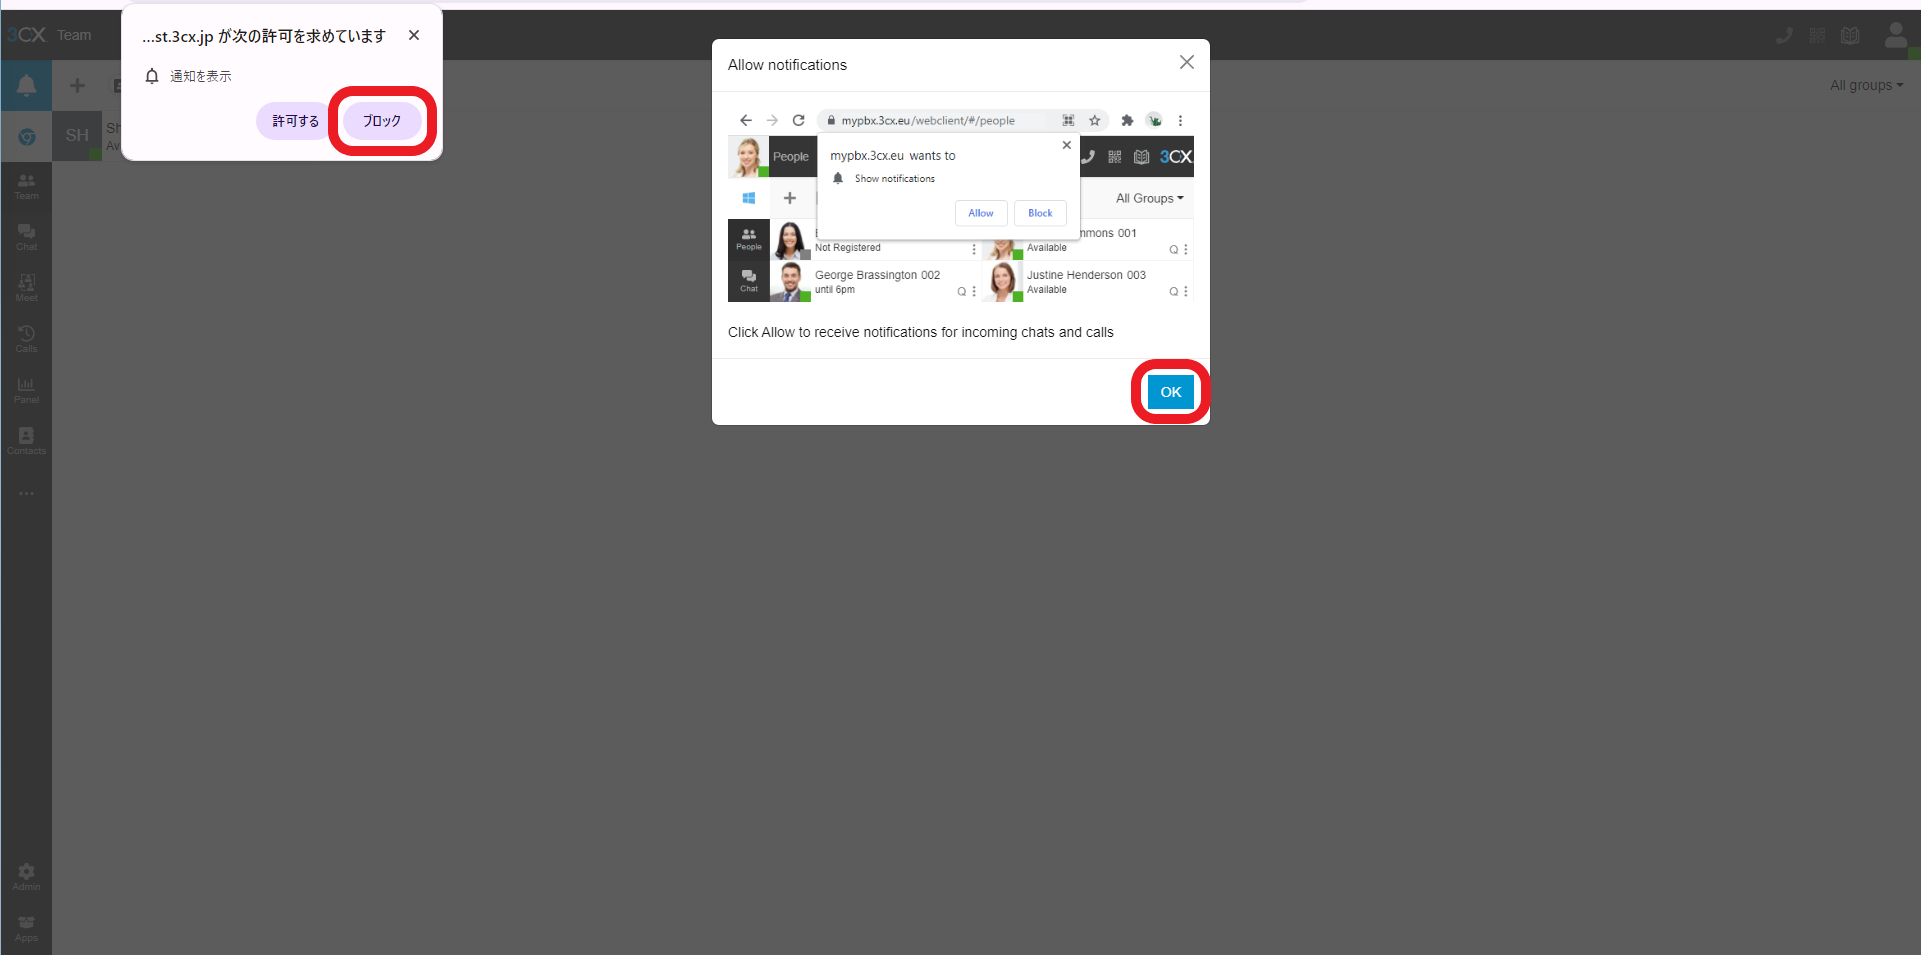 3CX Team
...st.3cx.jp が次の許可を求めています
通知を表示
許可する
ブロック
All groups
SH
Sh
Av
Team
Chat
Meet
Calls
Panel
Contacts
Admin
Apps
Allow notifications
mypbx.3cx.eu/webclient/#/people
People
3CX
mypbx.3cx.eu wants to
Show notifications
Allow
Block
All Groups
People
Not Registered
mmons 001
Available
Chat
George Brassington 002
until 6pm
Justine Henderson 003
Available
Click Allow to receive notifications for incoming chats and calls
OK